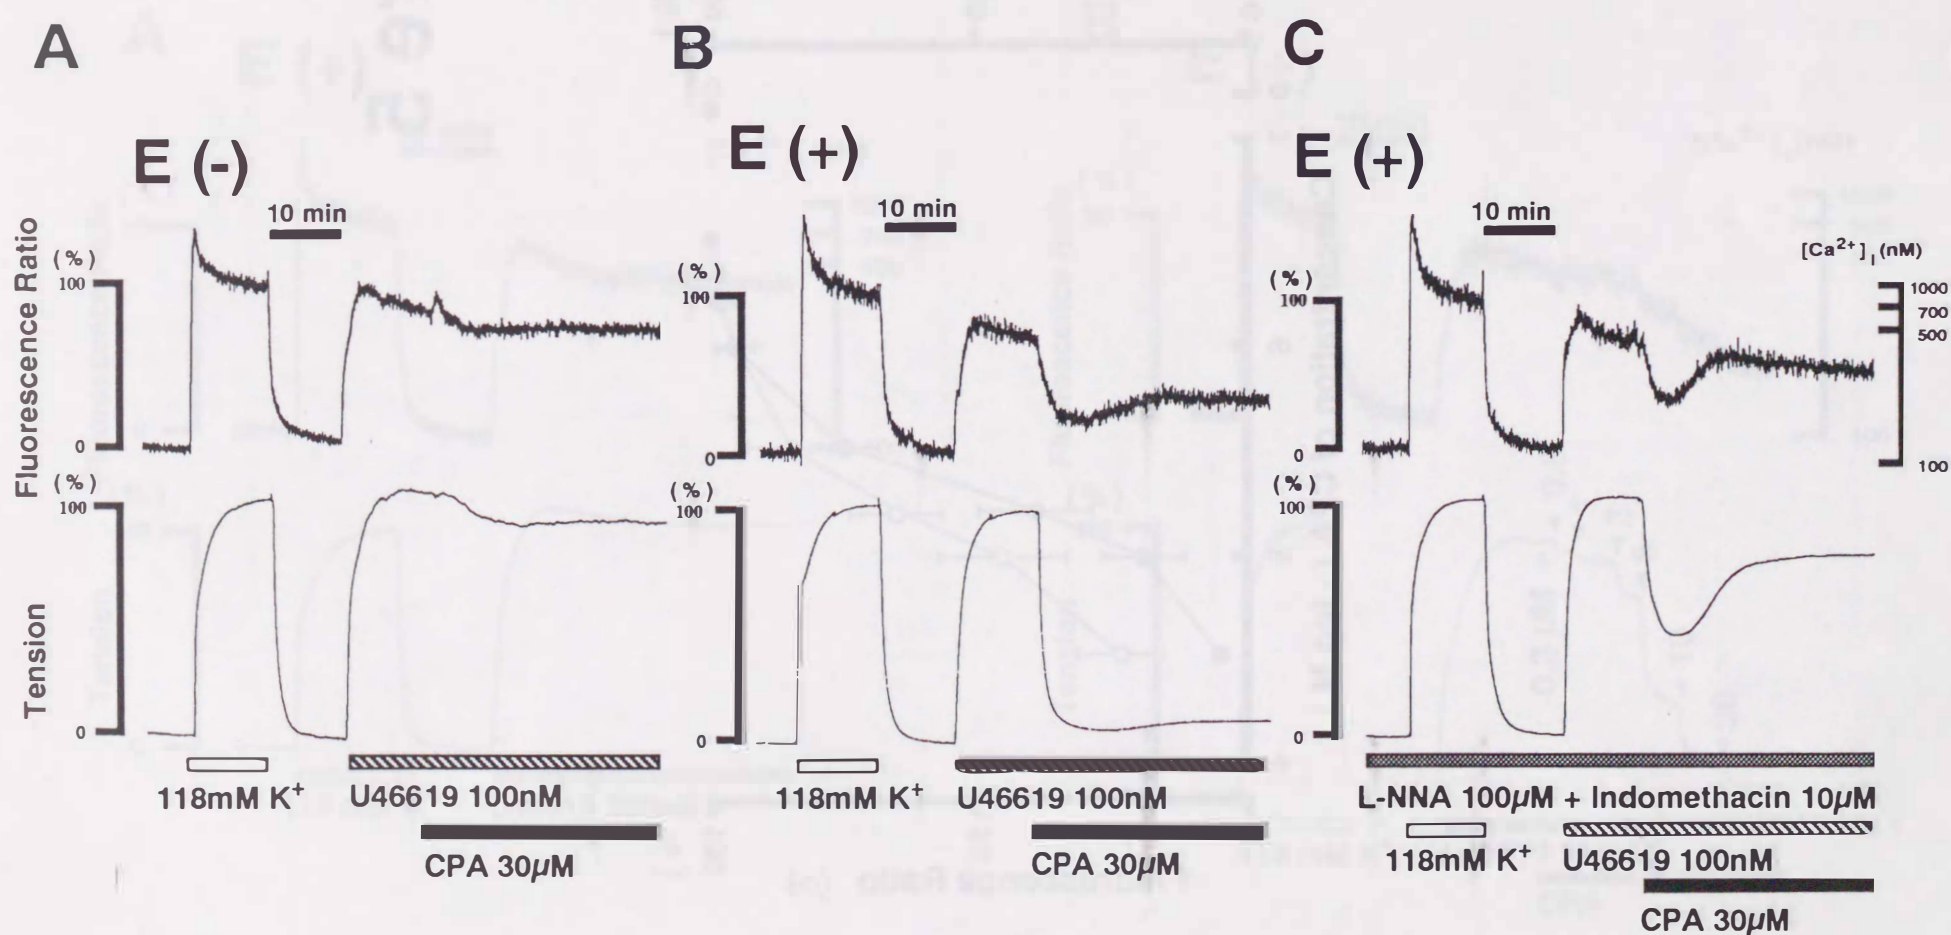 A
E (-)
10 min
Fluorescence Ratio
(%)
100
0
Tension
(%)
100
0
118mM K+
U46619 100nM
CPA 30µM
B
E (+)
10 min
(%)
100
0
(%)
100
0
118mM K+
U46619 100nM
CPA 30µM
C
E (+)
10 min
(%)
100
0
[Ca2+]i (nM)
1000
700
500
100
(%)
100
0
L-NNA 100µM + Indomethacin 10µM
118mM K+
U46619 100nM
CPA 30µM